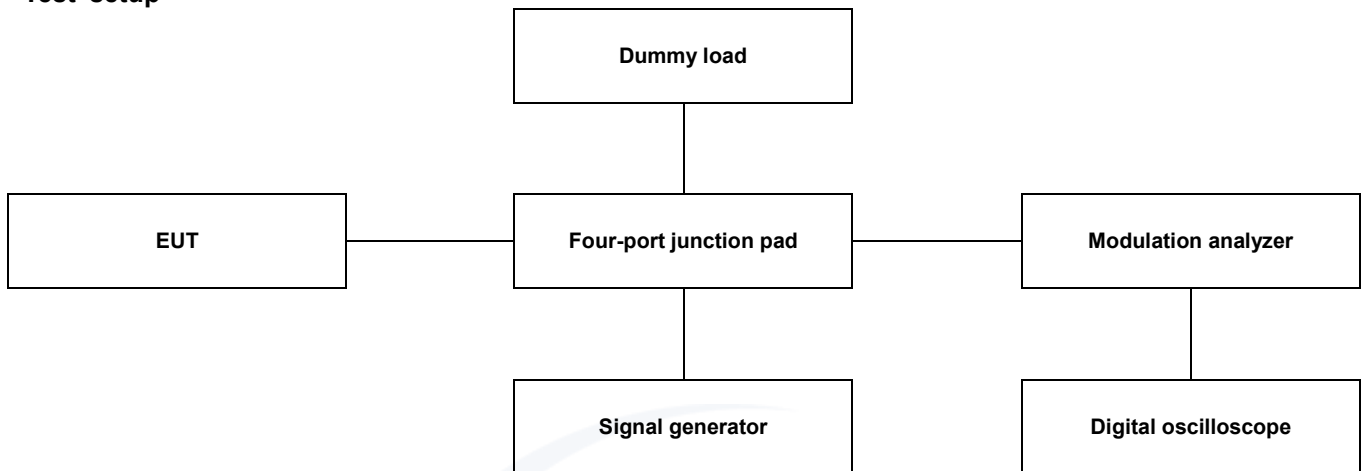 Test setup
Dummy load
EUT
Four-port junction pad
Modulation analyzer
Signal generator
Digital oscilloscope